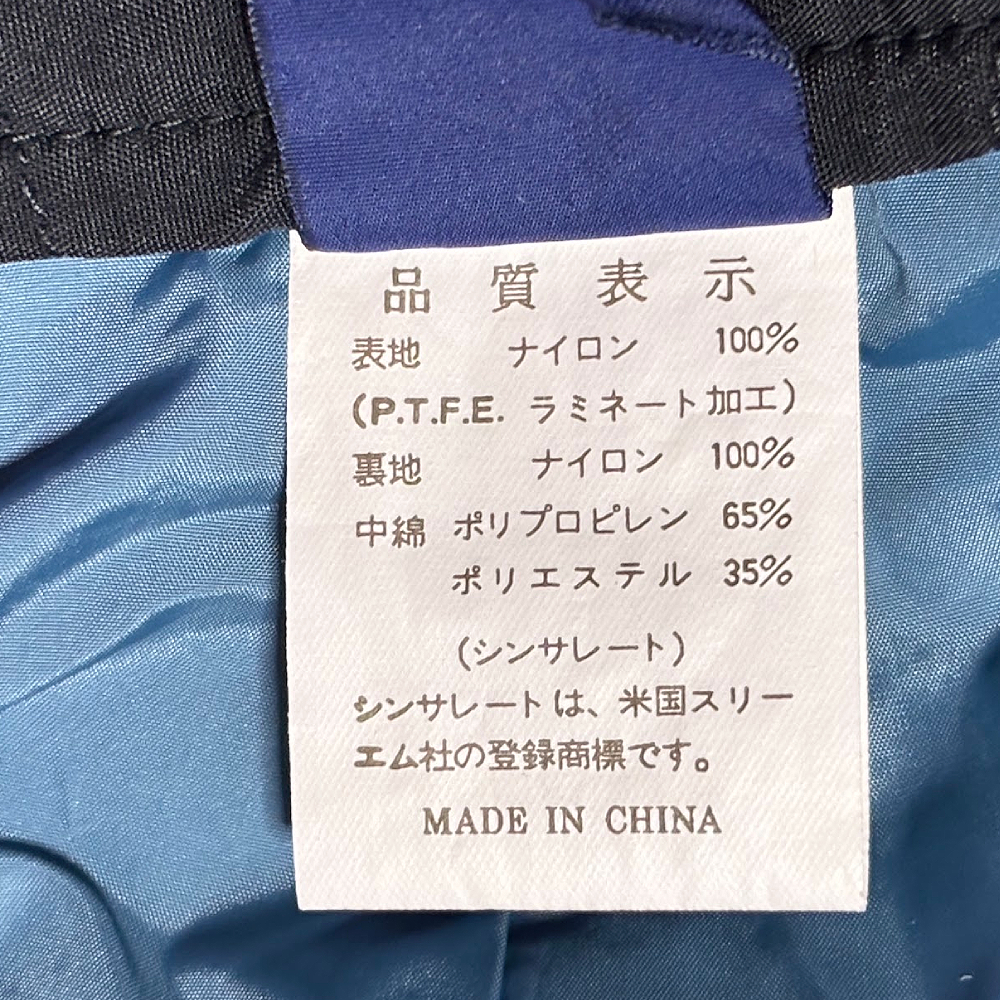 品質表示
表地 ナイロン 100%
(P.T.F.E. ラミネート加工)
裏地 ナイロン 100%
中綿 ポリプロピレン 65%
ポリエステル 35%
(シンサレート)
シンサレートは、米国スリー
エム社の登録商標です。
MADE IN CHINA